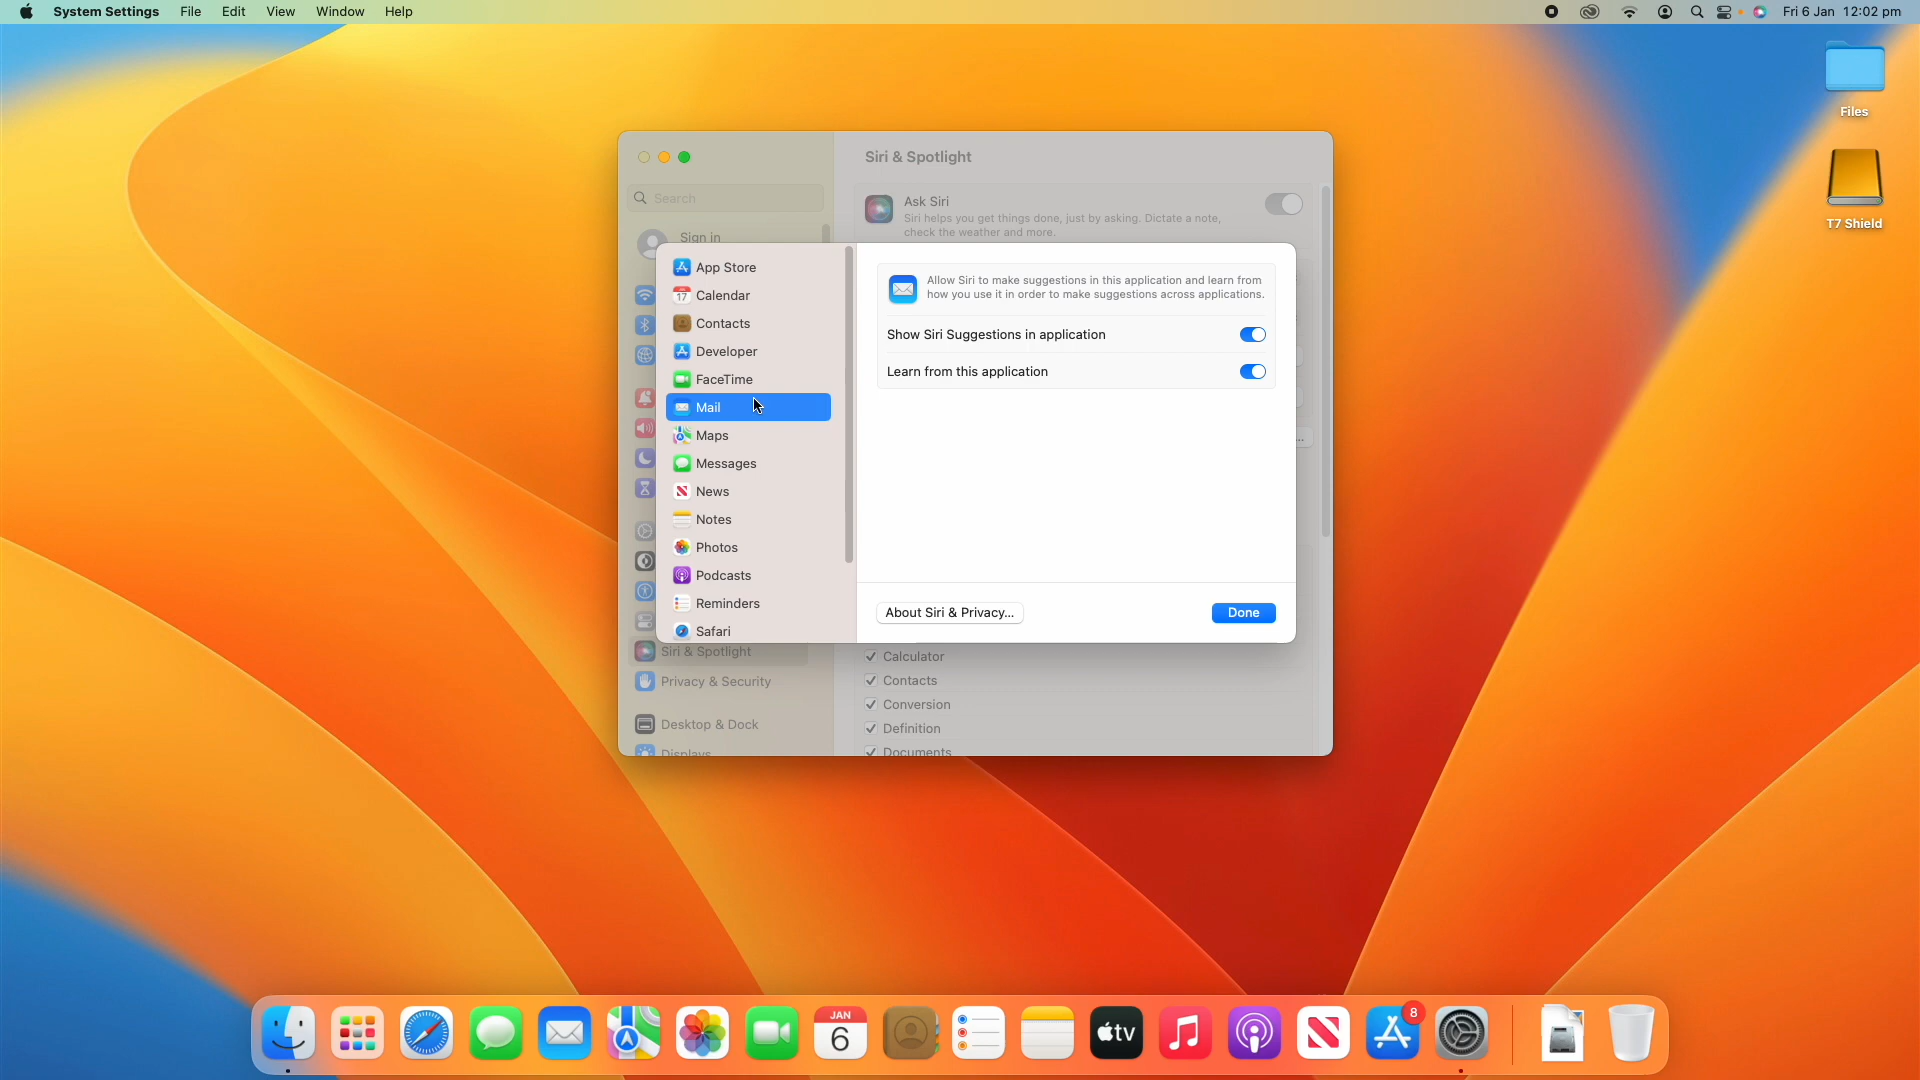 System Settings File Edit View Window Help
Fri 6 Jan 12:02 pm
Files
T7 Shield
Siri & Spotlight
Search
Ask Siri
Siri helps you get things done, just by asking. Dictate a note,
check the weather and more.
Sign in
App Store
Calendar
Contacts
Developer
FaceTime
Mail
Maps
Messages
News
Notes
Photos
Podcasts
Reminders
Safari
Allow Siri to make suggestions in this application and learn from
how you use it in order to make suggestions across applications.
Show Siri Suggestions in application
Learn from this application
About Siri & Privacy...
Done
Siri & Spotlight
Privacy & Security
Desktop & Dock
Displays
Calculator
Contacts
Conversion
Definition
Documents
17
JAN
6
tv
8